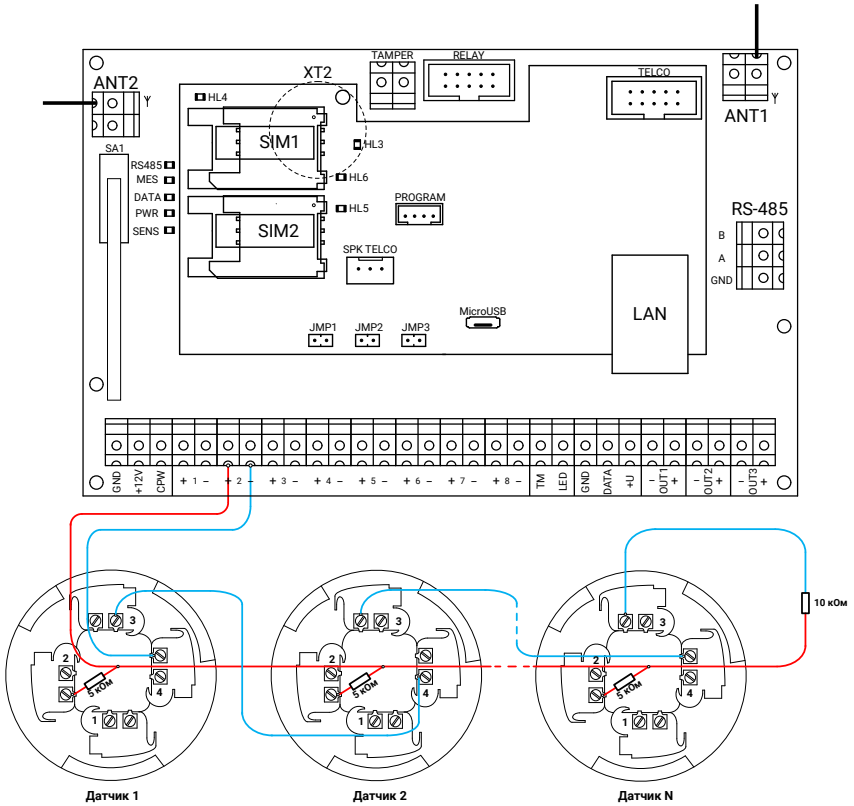 TAMPER
RELAY
XT2
TELCO
ANT2
ANT1
HL4
SA1
SIM1
HL3
RS485
MES
DATA
PWR
SENS
HL6
HL5
SIM2
PROGRAM
SPK TELCO
RS-485
B
A
GND
MicroUSB
LAN
JMP1 JMP2 JMP3
GND +12V CPW + 1 − + 2 − + 3 − + 4 − + 5 − + 6 − + 7 − + 8 − TM LED GND DATA +U − OUT1 + − OUT2 + − OUT3 +
10 кОм
3
2
5 кОм
4
1
3
2
5 кОм
4
1
3
2
5 кОм
4
1
Датчик 1
Датчик 2
Датчик N